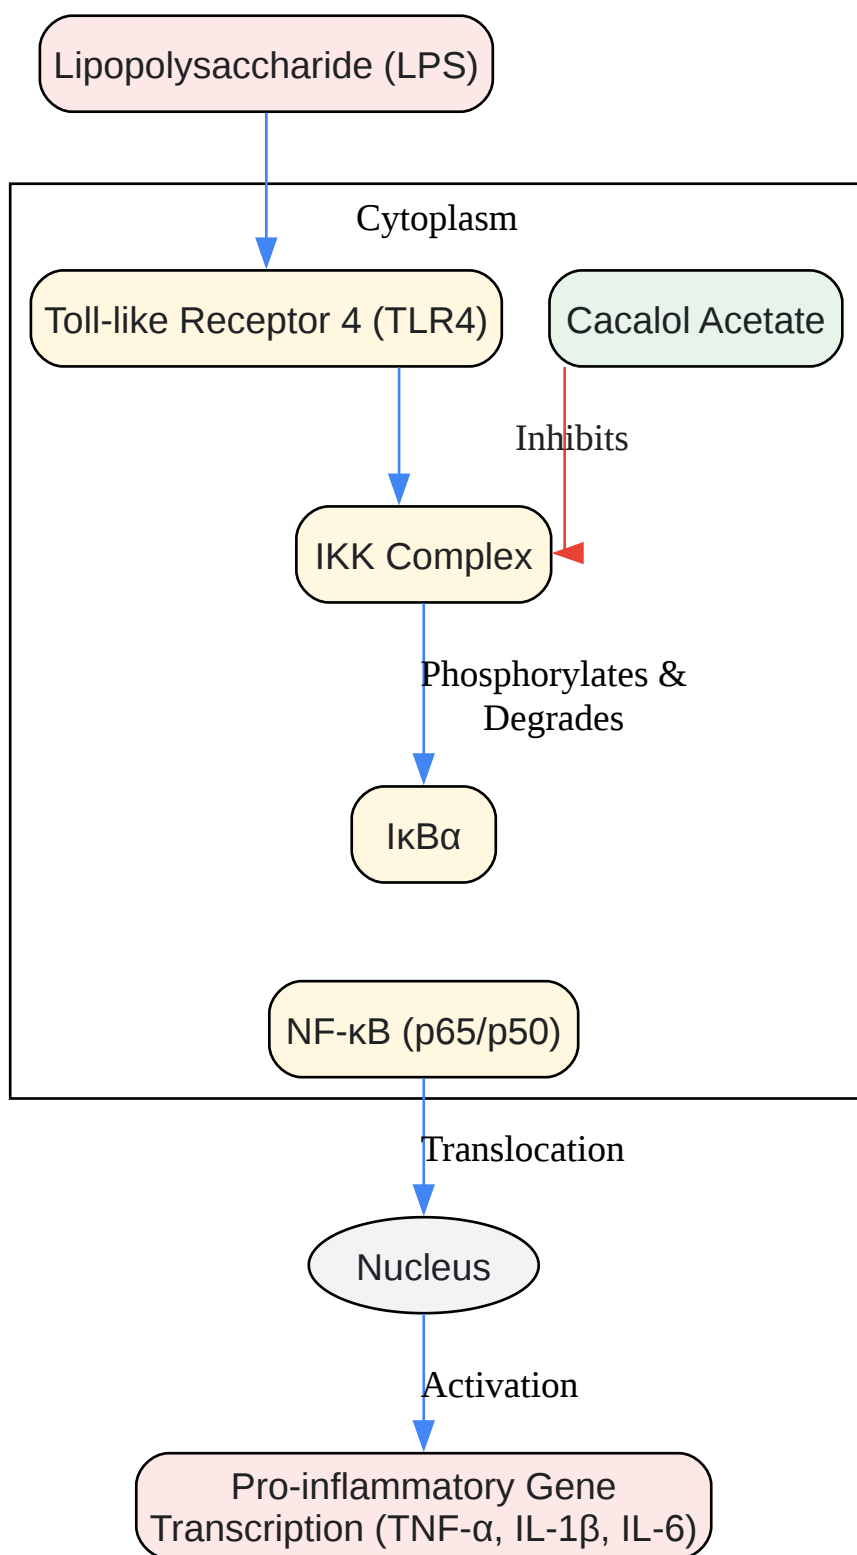 Lipopolysaccharide (LPS)
Cytoplasm
Toll-like Receptor 4 (TLR4)
Cacalol Acetate
Inhibits
IKK Complex
Phosphorylates &
Degrades
IκBα
NF-κB (p65/p50)
Translocation
Nucleus
Activation
Pro-inflammatory Gene
Transcription (TNF-α, IL-1β, IL-6)